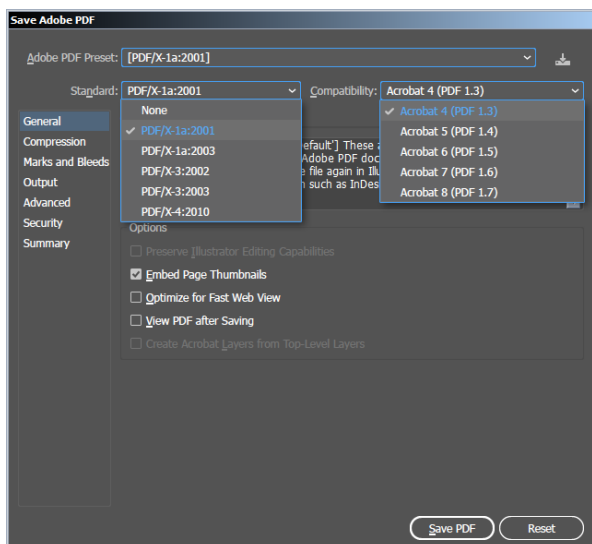 Save Adobe PDF
Adobe PDF Preset: [PDF/X-1a:2001]
Standard: PDF/X-1a:2001 Compatibility: Acrobat 4 (PDF 1.3)
General
Compression
Marks and Bleeds
Output
Advanced
Security
Summary
None
PDF/X-1a:2001
PDF/X-1a:2003
PDF/X-3:2002
PDF/X-3:2003
PDF/X-4:2010
Acrobat 4 (PDF 1.3)
Acrobat 5 (PDF 1.4)
Acrobat 6 (PDF 1.5)
Acrobat 7 (PDF 1.6)
Acrobat 8 (PDF 1.7)
efault'] These
Adobe PDF doc
file again in Illu
such as InDes
Options
Preserve Illustrator Editing Capabilities
Embed Page Thumbnails
Optimize for Fast Web View
View PDF after Saving
Create Acrobat Layers from Top-Level Layers
Save PDF Reset